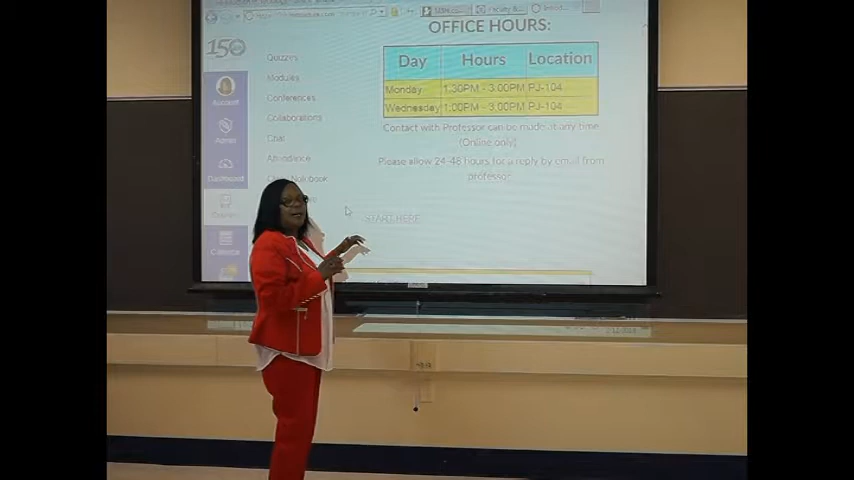 150
OFFICE HOURS:
Quizzes
Modules
Conferences
Collaborations
Chat
Attendance
Account
Admin
Dashboard
Courses
Calendar
Day Hours Location
Monday 1:30PM - 3:00PM PJ-104
Wednesday 1:00PM - 3:00PM PJ-104
Contact with Professor can be made at any time
(Online only)
Please allow 24-48 hours for a reply by email from
professor.
START HERE